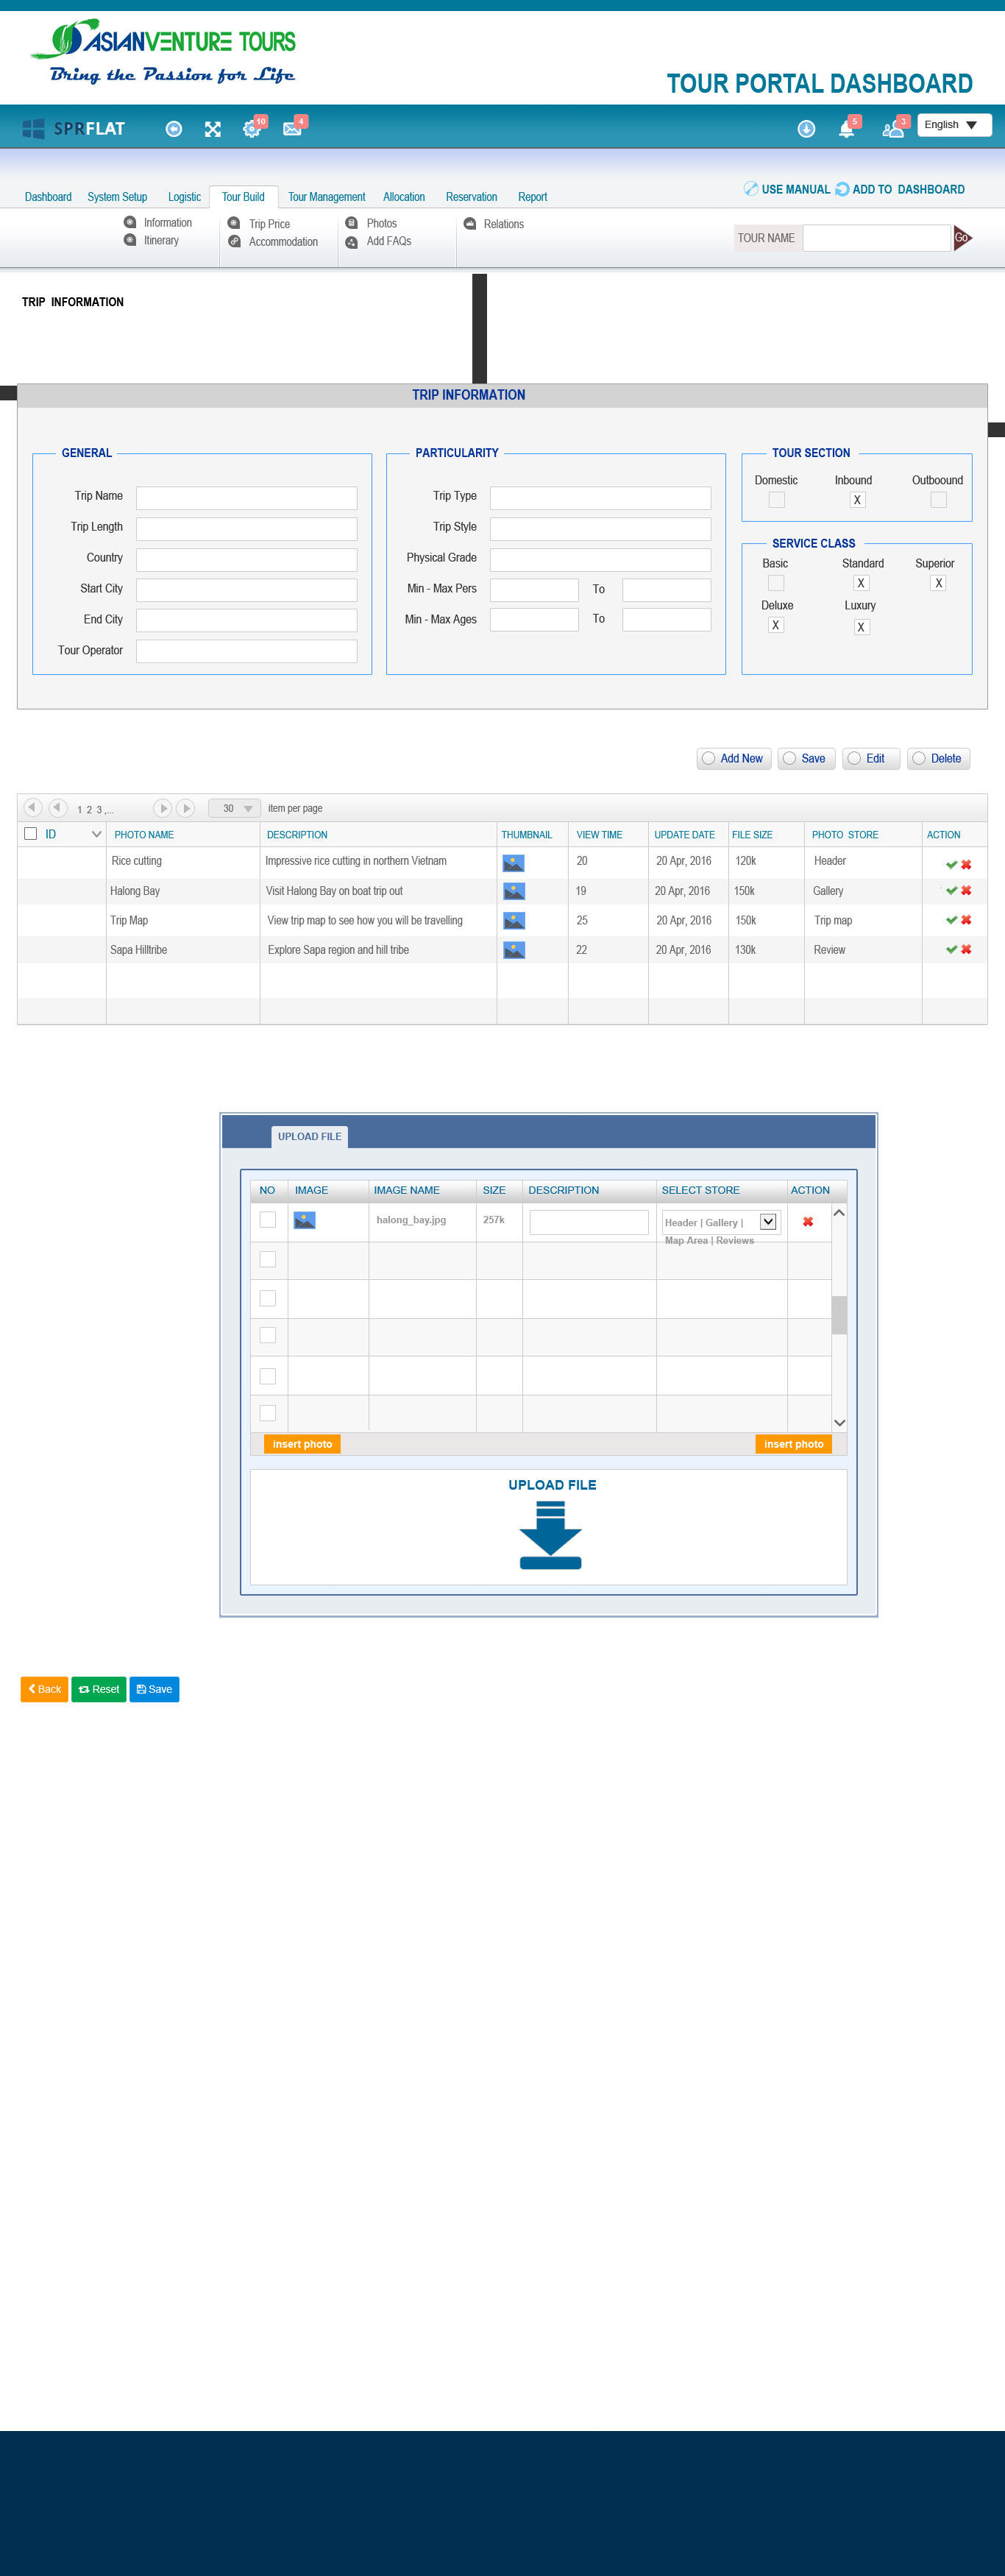 ASIANVENTURE TOURS
Bring the Passion for Life
TOUR PORTAL DASHBOARD
SPRFLAT 10 4 5 3 English
USE MANUAL ADD TO DASHBOARD
Dashboard System Setup Logistic Tour Build Tour Management Allocation Reservation Report
Information Trip Price Photos Relations
Itinerary Accommodation Add FAQs
TOUR NAME Go
TRIP INFORMATION
TRIP INFORMATION
GENERAL PARTICULARITY TOUR SECTION
Domestic Inbound Outboound
Trip Name Trip Type X
Trip Length Trip Style
SERVICE CLASS
Country Physical Grade Basic Standard Superior
Start City Min - Max Pers To X X
Deluxe Luxury
End City Min - Max Ages To X X
Tour Operator
Add New Save Edit Delete
1 2 3 ,... 30 item per page
ID PHOTO NAME DESCRIPTION THUMBNAIL VIEW TIME UPDATE DATE FILE SIZE PHOTO STORE ACTION
Rice cutting Impressive rice cutting in northern Vietnam 20 20 Apr, 2016 120k Header
Halong Bay Visit Halong Bay on boat trip out 19 20 Apr, 2016 150k Gallery
Trip Map View trip map to see how you will be travelling 25 20 Apr, 2016 150k Trip map
Sapa Hilltribe Explore Sapa region and hill tribe 22 20 Apr, 2016 130k Review
UPLOAD FILE
NO IMAGE IMAGE NAME SIZE DESCRIPTION SELECT STORE ACTION
halong_bay.jpg 257k Header | Gallery |
Map Area | Reviews
insert photo insert photo
UPLOAD FILE
Back Reset Save